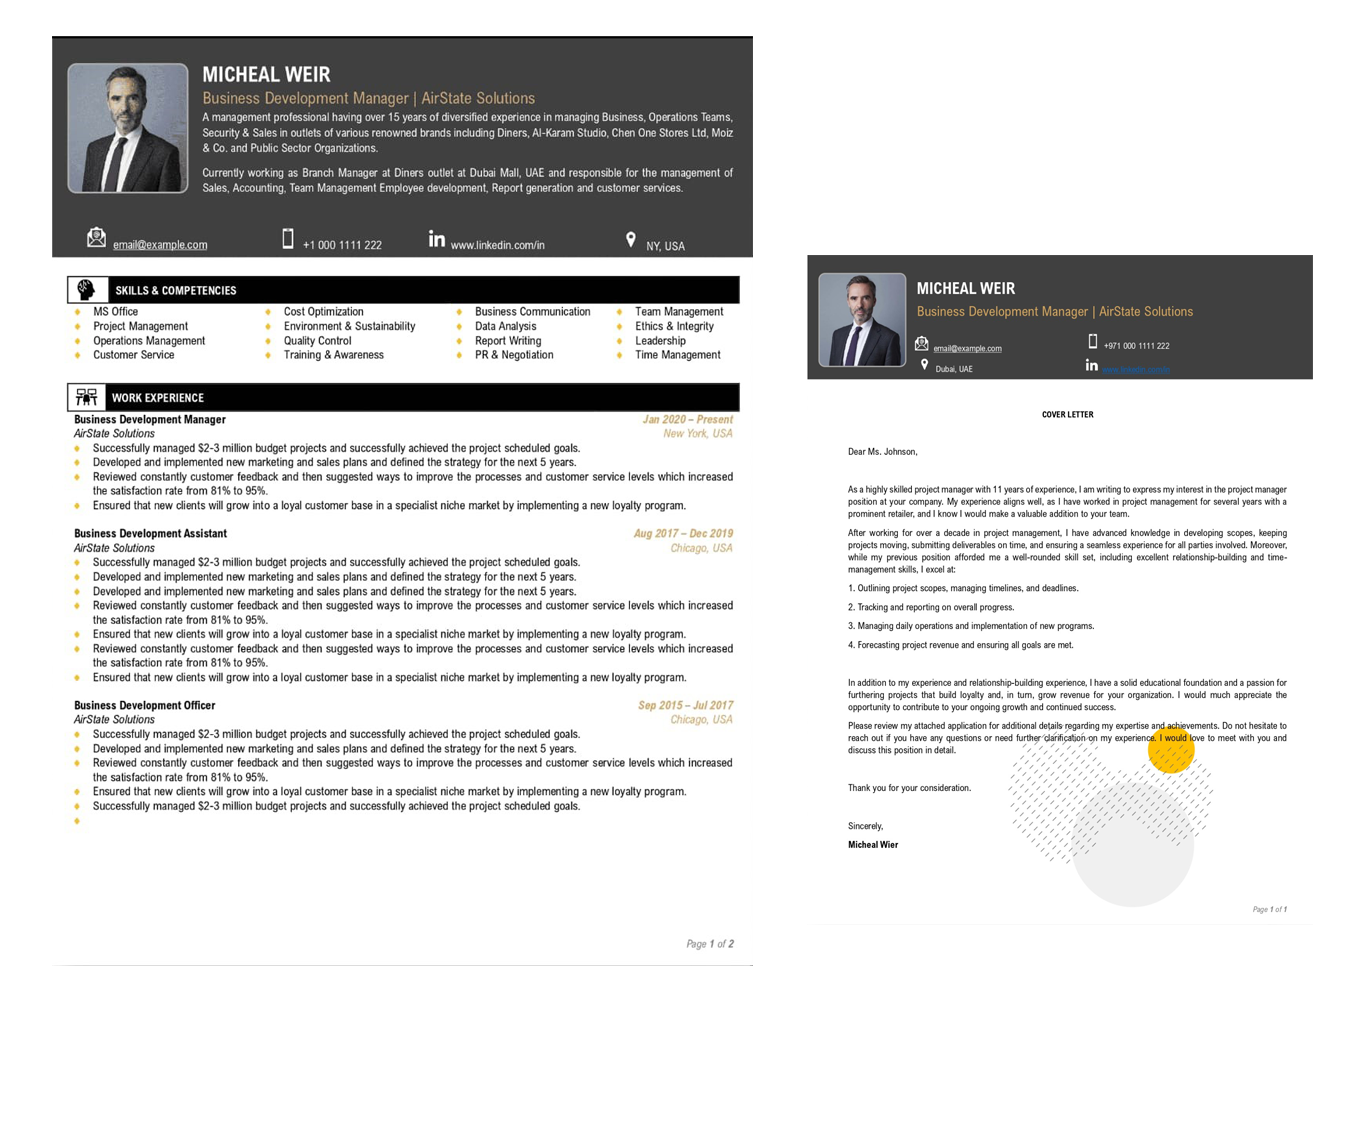 MICHEAL WEIR
Business Development Manager | AirState Solutions
A management professional having over 15 years of diversified experience in managing Business, Operations Teams,
Security & Sales in outlets of various renowned brands including Diners, Al-Karam Studio, Chen One Stores Ltd, Moiz
& Co. and Public Sector Organizations.
Currently working as Branch Manager at Diners outlet at Dubai Mall, UAE and responsible for the management of
Sales, Accounting, Team Management Employee development, Report generation and customer services.
email@example.com
+1 000 1111 222
www.linkedin.com/in
NY, USA
SKILLS & COMPETENCIES
MS Office
Project Management
Operations Management
Customer Service
Cost Optimization
Environment & Sustainability
Quality Control
Training & Awareness
Business Communication
Data Analysis
Report Writing
PR & Negotiation
Team Management
Ethics & Integrity
Leadership
Time Management
WORK EXPERIENCE
Business Development Manager Jan 2020 – Present
AirState Solutions New York, USA
Successfully managed $2-3 million budget projects and successfully achieved the project scheduled goals.
Developed and implemented new marketing and sales plans and defined the strategy for the next 5 years.
Reviewed constantly customer feedback and then suggested ways to improve the processes and customer service levels which increased
the satisfaction rate from 81% to 95%.
Ensured that new clients will grow into a loyal customer base in a specialist niche market by implementing a new loyalty program.
Business Development Assistant Aug 2017 – Dec 2019
AirState Solutions Chicago, USA
Successfully managed $2-3 million budget projects and successfully achieved the project scheduled goals.
Developed and implemented new marketing and sales plans and defined the strategy for the next 5 years.
Developed and implemented new marketing and sales plans and defined the strategy for the next 5 years.
Reviewed constantly customer feedback and then suggested ways to improve the processes and customer service levels which increased
the satisfaction rate from 81% to 95%.
Ensured that new clients will grow into a loyal customer base in a specialist niche market by implementing a new loyalty program.
Reviewed constantly customer feedback and then suggested ways to improve the processes and customer service levels which increased
the satisfaction rate from 81% to 95%.
Ensured that new clients will grow into a loyal customer base in a specialist niche market by implementing a new loyalty program.
Business Development Officer Sep 2015 – Jul 2017
AirState Solutions Chicago, USA
Successfully managed $2-3 million budget projects and successfully achieved the project scheduled goals.
Developed and implemented new marketing and sales plans and defined the strategy for the next 5 years.
Reviewed constantly customer feedback and then suggested ways to improve the processes and customer service levels which increased
the satisfaction rate from 81% to 95%.
Ensured that new clients will grow into a loyal customer base in a specialist niche market by implementing a new loyalty program.
Successfully managed $2-3 million budget projects and successfully achieved the project scheduled goals.
Page 1 of 2
MICHEAL WEIR
Business Development Manager | AirState Solutions
email@example.com
+971 000 1111 222
Dubai, UAE
www.linkedin.com/in
COVER LETTER
Dear Ms. Johnson,
As a highly skilled project manager with 11 years of experience, I am writing to express my interest in the project manager
position at your company. My experience aligns well, as I have worked in project management for several years with a
prominent retailer, and I know I would make a valuable addition to your team.
After working for over a decade in project management, I have advanced knowledge in developing scopes, keeping
projects moving, submitting deliverables on time, and ensuring a seamless experience for all parties involved. Moreover,
while my previous position afforded me a well-rounded skill set, including excellent relationship-building and time-
management skills, I excel at:
1. Outlining project scopes, managing timelines, and deadlines.
2. Tracking and reporting on overall progress.
3. Managing daily operations and implementation of new programs.
4. Forecasting project revenue and ensuring all goals are met.
In addition to my experience and relationship-building experience, I have a solid educational foundation and a passion for
furthering projects that build loyalty and, in turn, grow revenue for your organization. I would much appreciate the
opportunity to contribute to your ongoing growth and continued success.
Please review my attached application for additional details regarding my expertise and achievements. Do not hesitate to
reach out if you have any questions or need further clarification on my experience. I would love to meet with you and
discuss this position in detail.
Thank you for your consideration.
Sincerely,
Micheal Wier
Page 1 of 1